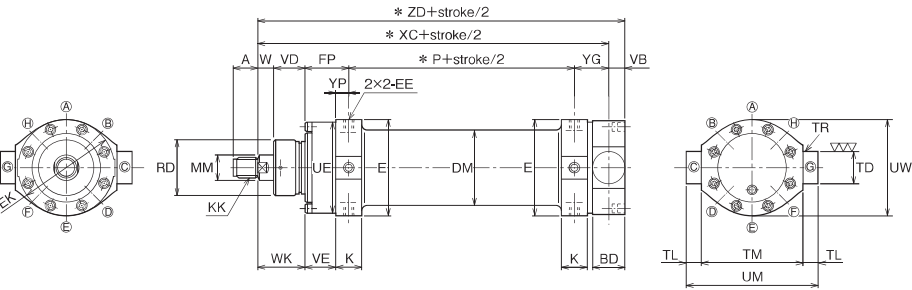 * ZD+stroke/2
* XC+stroke/2
A W VD FP * P+stroke/2 YG VB
YP 2×2-EE
A
H B
G C
EK
F D
E
RD MM KK UE E DM E
WK VE K K BD
A
B H
C G
D F
E
TR
TD UW
TL TM TL
UM